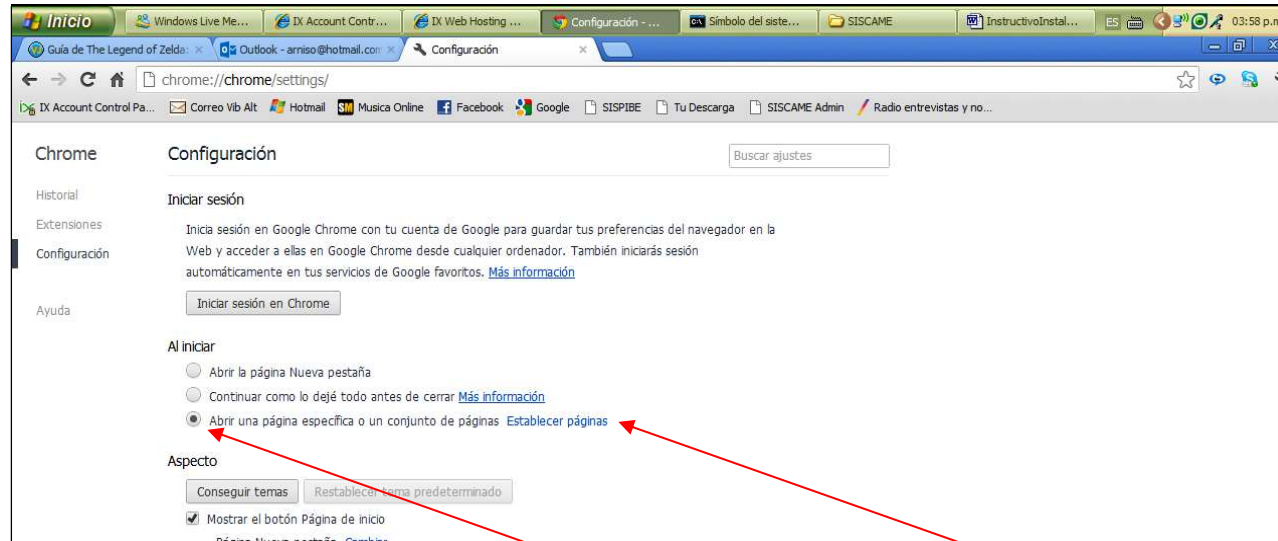 Inicio
Windows Live Me...
IX Account Contr...
IX Web Hosting ...
Configuración - ...
Símbolo del siste...
SISCAME
InstructivoInstal...
ES
03:58 p.m
Guía de The Legend of Zelda:
Outlook - arniso@hotmail.com
Configuración
chrome://chrome/settings/
IX Account Control Pa...
Correo Vib Alt
Hotmail
Musica Online
Facebook
Google
SISPIBE
Tu Descarga
SISCAME Admin
Radio entrevistas y no...
Chrome
Configuración
Buscar ajustes
Historial
Extensiones
Configuración
Ayuda
Iniciar sesión
Inicia sesión en Google Chrome con tu cuenta de Google para guardar tus preferencias del navegador en la
Web y acceder a ellas en Google Chrome desde cualquier ordenador. También iniciarás sesión
automáticamente en tus servicios de Google favoritos. Más información
Iniciar sesión en Chrome
Al iniciar
Abrir la página Nueva pestaña
Continuar como lo dejé todo antes de cerrar Más información
Abrir una página específica o un conjunto de páginas Establecer páginas
Aspecto
Conseguir temas
Restablecer tema predeterminado
Mostrar el botón Página de inicio
Página Nueva pestaña Cambiar